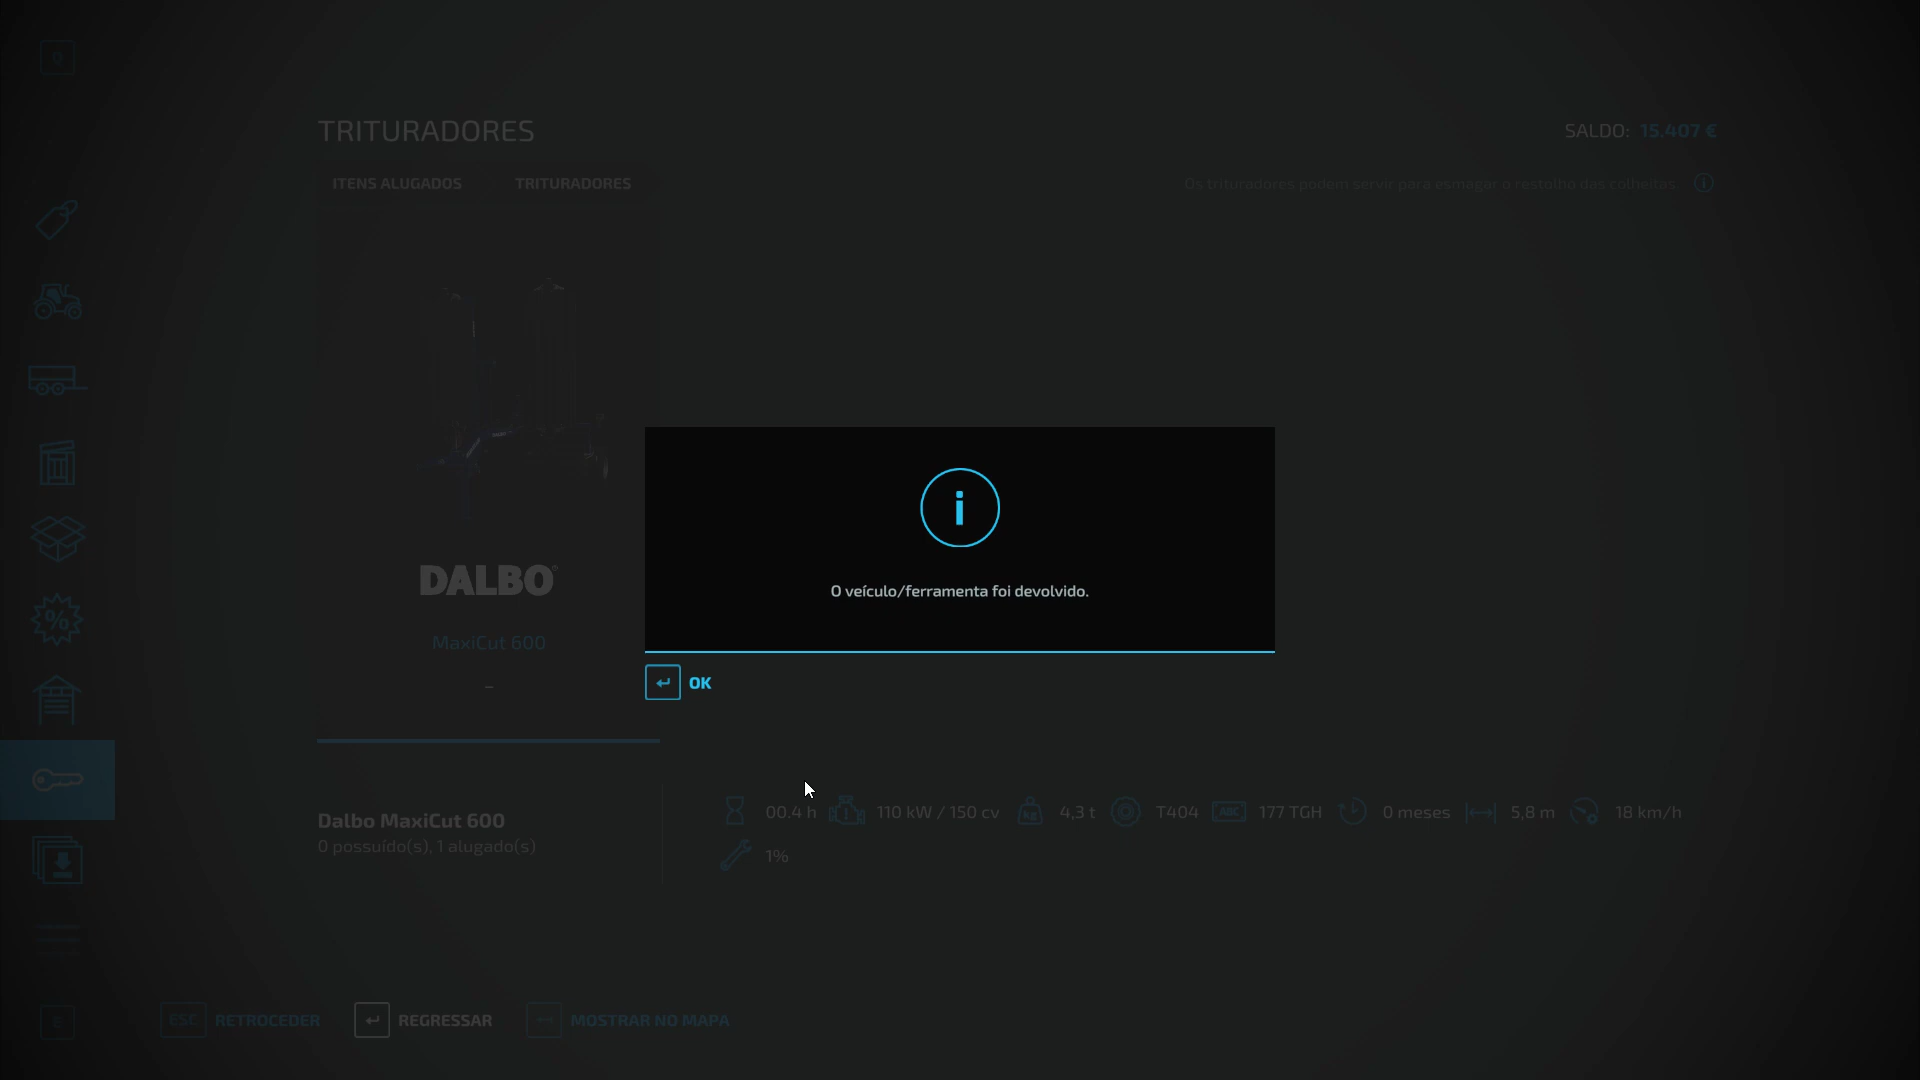 Q
TRITURADORES
SALDO: 15.407 €
ITENS ALUGADOS
TRITURADORES
Os trituradores podem servir para esmagar o restolho das colheitas.
DALBO
MaxiCut 600
–
O veículo/ferramenta foi devolvido.
OK
Dalbo MaxiCut 600
0 possuído(s), 1 alugado(s)
00.4 h
110 kW / 150 cv
kg
4,3 t
T404
ABC
177 TGH
0 meses
5,8 m
18 km/h
1%
E
ESC
RETROCEDER
REGRESSAR
MOSTRAR NO MAPA